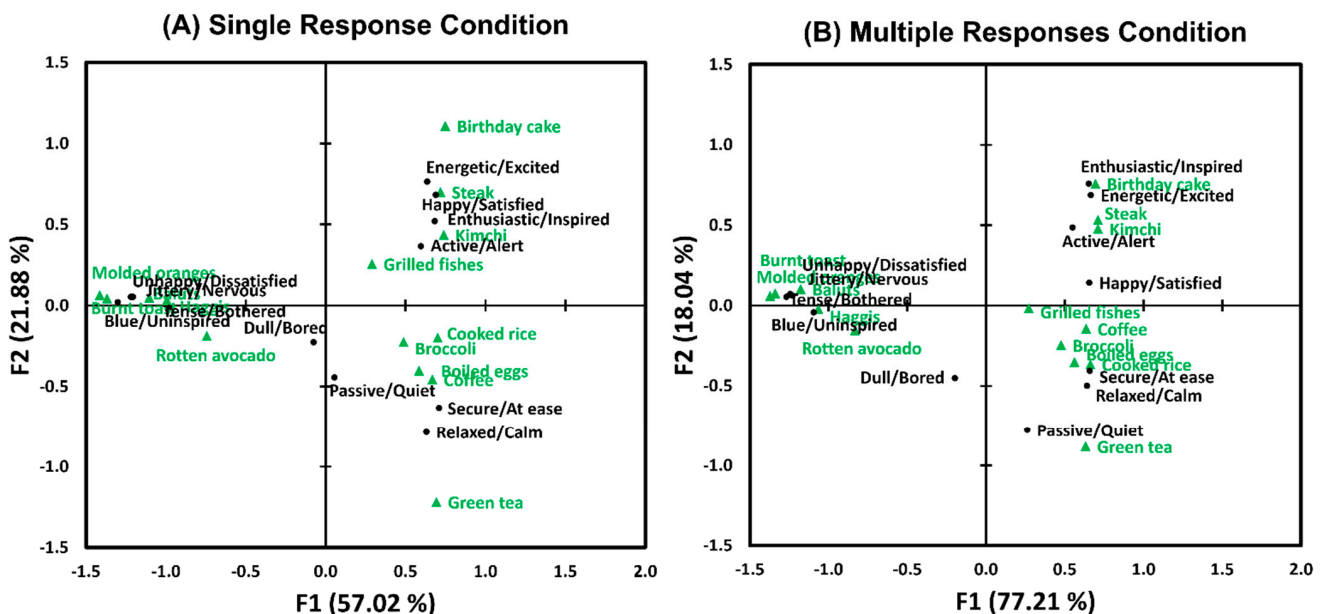 (A) Single Response Condition
1.5
1.0
0.5
0.0
-0.5
-1.0
-1.5
F2 (21.88 %)
Birthday cake
Energetic/Excited
Steak
Happy/Satisfied
Enthusiastic/Inspired
Kimchi
Active/Alert
Grilled fishes
Molded oranges
Unhappy/Dissatisfied
Baluts
Jittery/Nervous
Burnt toast
Haggis
Tense/Bothered
Blue/Uninspired
Rotten avocado
Dull/Bored
Cooked rice
Broccoli
Boiled eggs
Coffee
Passive/Quiet
Secure/At ease
Relaxed/Calm
Green tea
-1.5 -1.0 -0.5 0.0 0.5 1.0 1.5 2.0
F1 (57.02 %)
(B) Multiple Responses Condition
1.5
1.0
0.5
0.0
-0.5
-1.0
-1.5
F2 (18.04 %)
Enthusiastic/Inspired
Birthday cake
Energetic/Excited
Steak
Kimchi
Active/Alert
Happy/Satisfied
Burnt toast
Unhappy/Dissatisfied
Molded oranges
Jittery/Nervous
Baluts
Tense/Bothered
Haggis
Blue/Uninspired
Rotten avocado
Grilled fishes
Coffee
Broccoli
Boiled eggs
Cooked rice
Secure/At ease
Relaxed/Calm
Dull/Bored
Passive/Quiet
Green tea
-1.5 -1.0 -0.5 0.0 0.5 1.0 1.5 2.0
F1 (77.21 %)